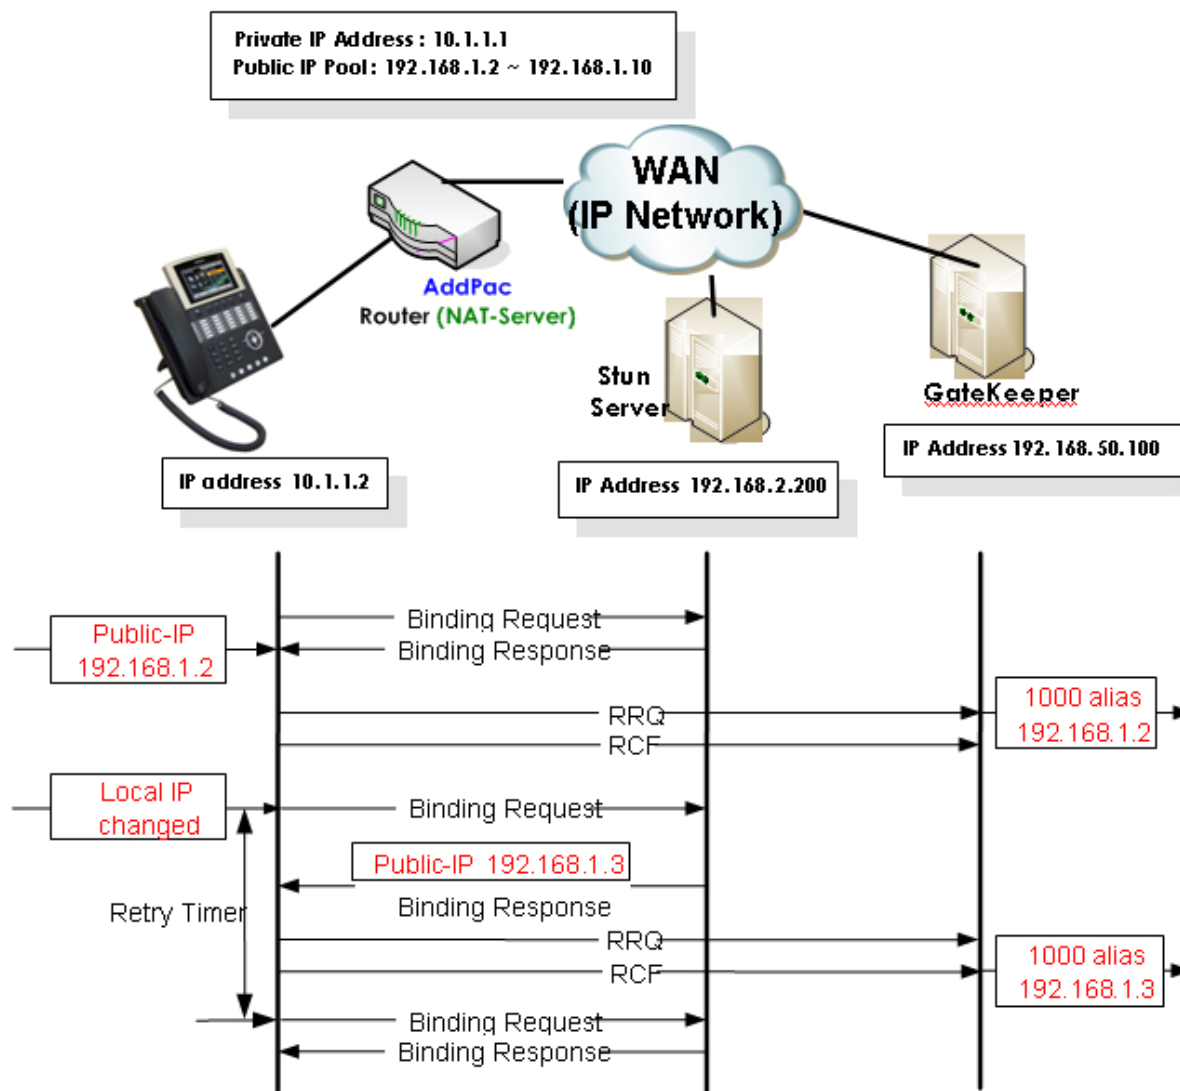 Private IP Address : 10.1.1.1
Public IP Pool : 192.168.1.2 ~ 192.168.1.10
WAN
(IP Network)
AddPac
Router (NAT-Server)
Stun
Server
GateKeeper
IP address 10.1.1.2
IP Address 192.168.2.200
IP Address 192.168.50.100
Binding Request
Public-IP
192.168.1.2
Binding Response
RRQ
1000 alias
192.168.1.2
RCF
Local IP
changed
Binding Request
Public-IP 192.168.1.3
Binding Response
Retry Timer
RRQ
RCF
1000 alias
192.168.1.3
Binding Request
Binding Response